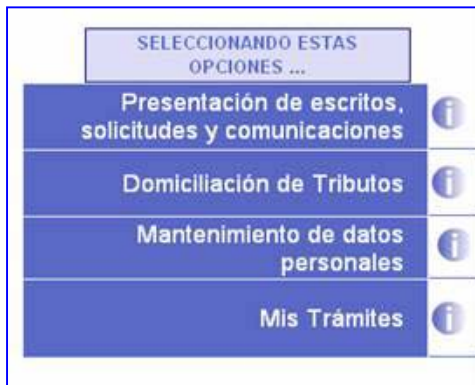 SELECCIONANDO ESTAS
OPCIONES ...
Presentación de escritos,
solicitudes y comunicaciones
i
Domiciliación de Tributos
i
Mantenimiento de datos
personales
i
Mis Trámites
i